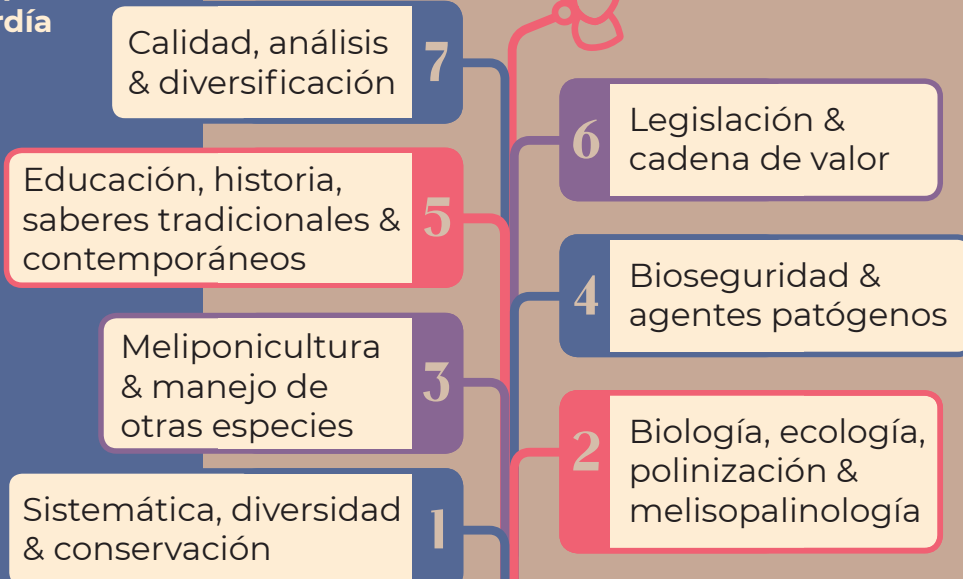 Calidad, análisis
& diversificación
7
Legislación &
cadena de valor
6
Educación, historia,
saberes tradicionales &
contemporáneos
5
Bioseguridad &
agentes patógenos
4
Meliponicultura
& manejo de
otras especies
3
Biología, ecología,
polinización &
melisopalinología
2
Sistemática, diversidad
& conservación
1